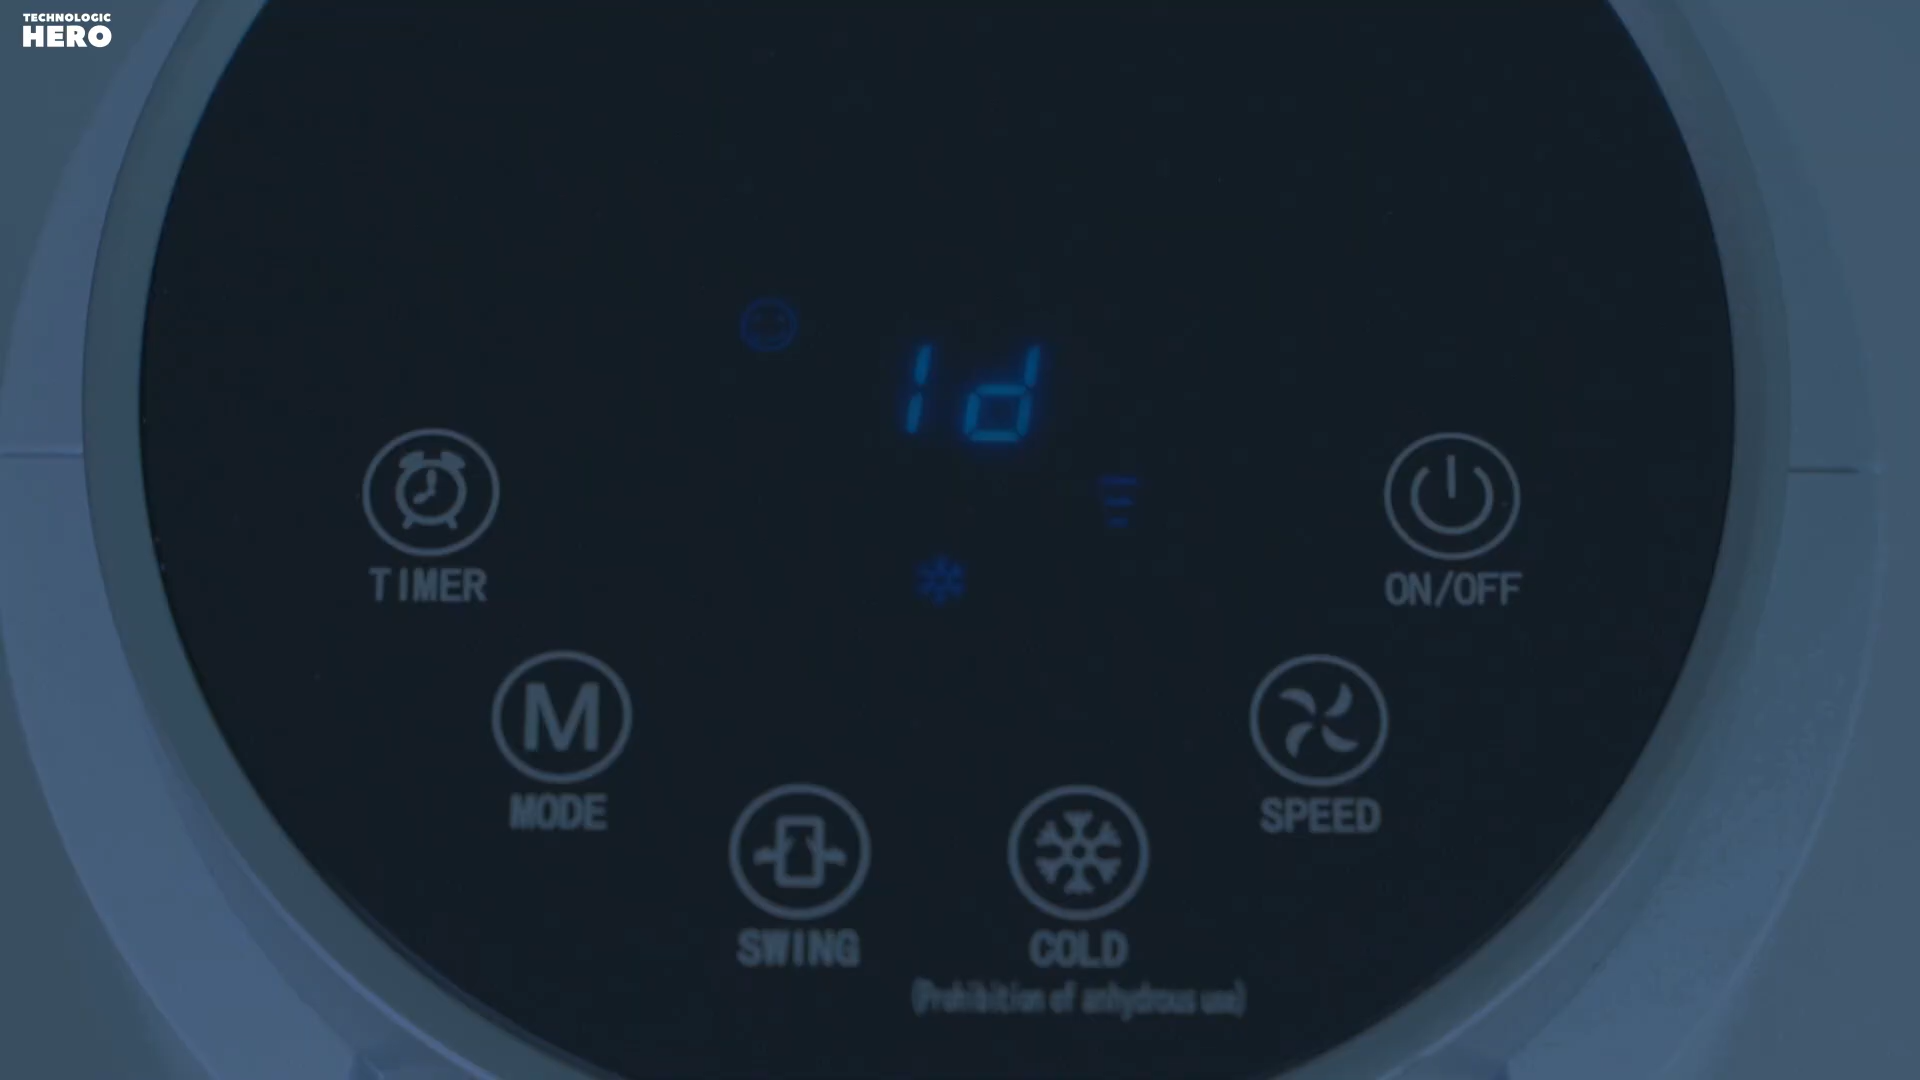 TECHNOLOGIC
HERO
1d
TIMER
ON/OFF
M
MODE
SPEED
SWING
COLD
(Prohibition of anhydrous use)